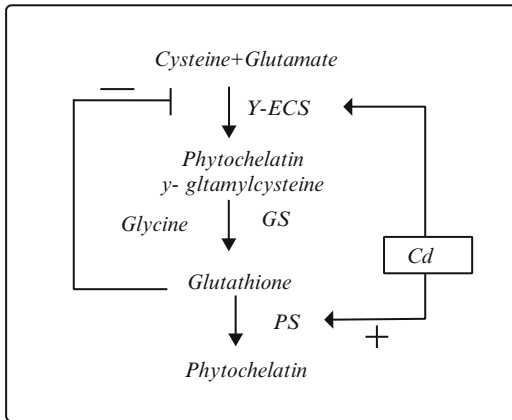 Cysteine+Glutamate
Y-ECS
Phytochelatin
y- gltamylcysteine
Glycine
GS
Cd
Glutathione
PS
Phytochelatin